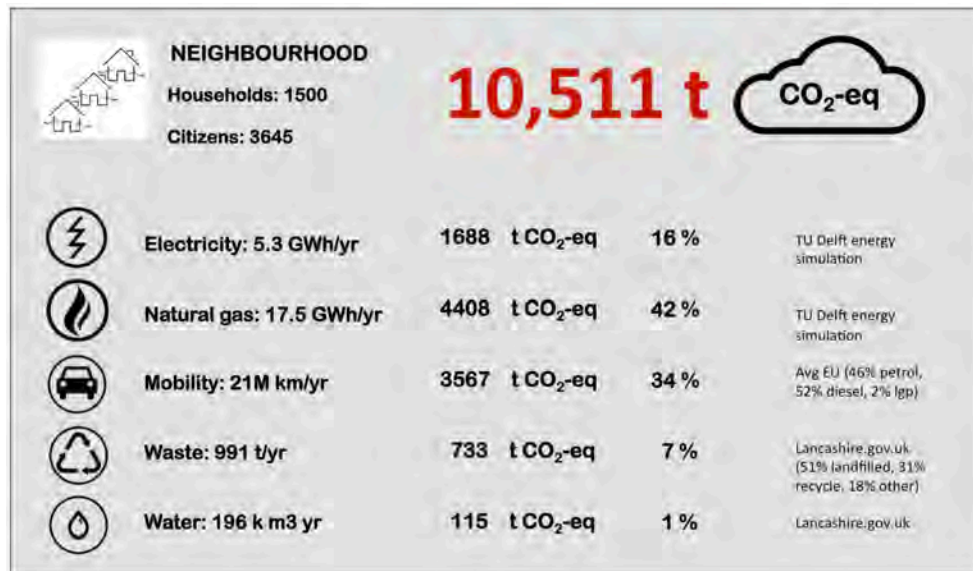 NEIGHBOURHOOD
Households: 1500
Citizens: 3645
10,511 t
CO₂-eq
Electricity: 5.3 GWh/yr 1688 t CO₂-eq 16 % TU Delft energy
simulation
Natural gas: 17.5 GWh/yr 4408 t CO₂-eq 42 % TU Delft energy
simulation
Mobility: 21M km/yr 3567 t CO₂-eq 34 % Avg EU (46% petrol,
52% diesel, 2% lgp)
Waste: 991 t/yr 733 t CO₂-eq 7 % Lancashire.gov.uk
(51% landfilled, 31%
recycle, 18% other)
Water: 196 k m3 yr 115 t CO₂-eq 1 % Lancashire.gov.uk